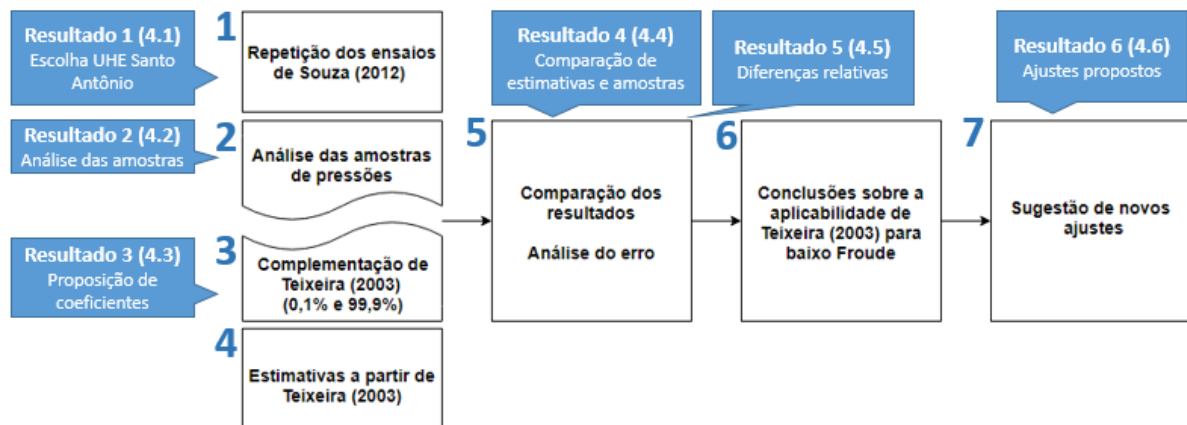 Resultado 1 (4.1)
Escolha UHE Santo
Antônio
1
Repetição dos ensaios
de Souza (2012)
Resultado 2 (4.2)
Análise das amostras
2
Análise das amostras
de pressões
Resultado 3 (4.3)
Proposição de
coeficientes
3
Complementação de
Teixeira (2003)
(0,1% e 99,9%)
4
Estimativas a partir de
Teixeira (2003)
Resultado 4 (4.4)
Comparação de
estimativas e amostras
Resultado 5 (4.5)
Diferenças relativas
5
Comparação dos
resultados
Análise do erro
6
Conclusões sobre a
aplicabilidade de
Teixeira (2003) para
baixo Froude
Resultado 6 (4.6)
Ajustes propostos
7
Sugestão de novos
ajustes